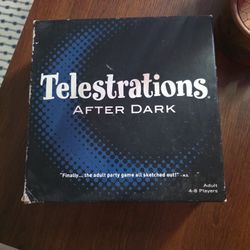 Telestrations®
AFTER DARK
"Finally... the adult party game all sketched out!" - M.S.
Adult
4-8 Players